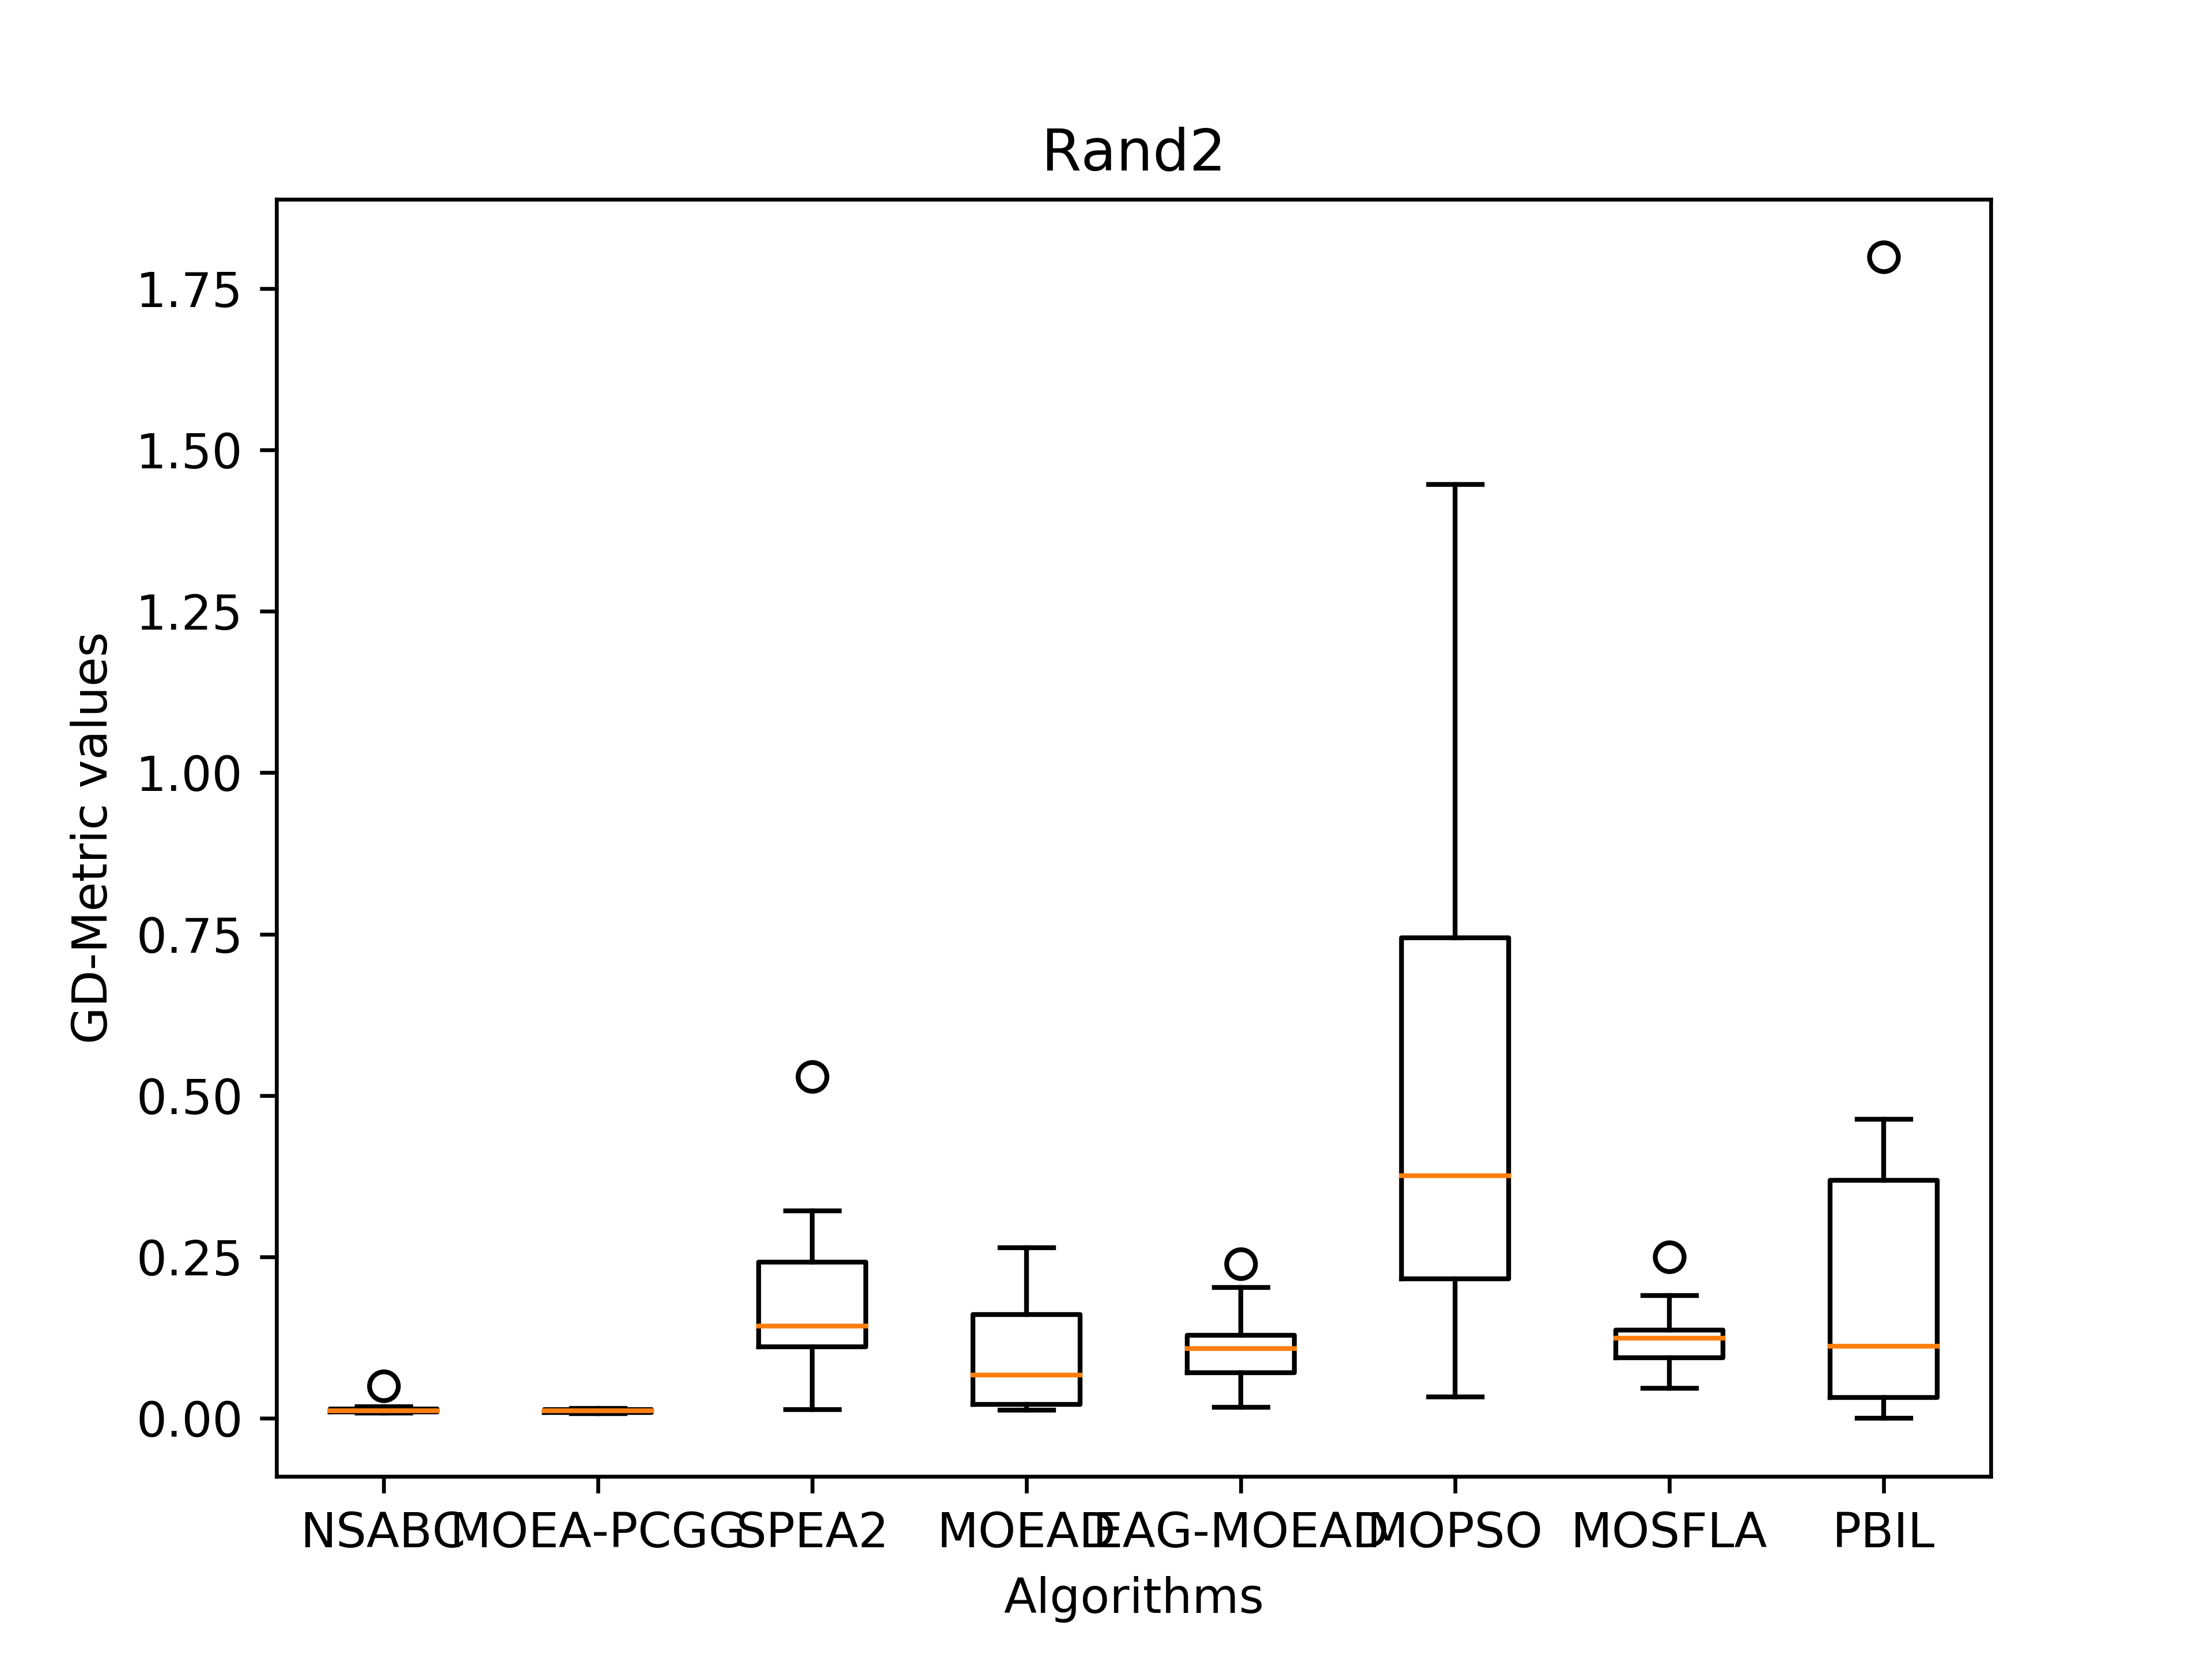 Rand2
GD-Metric values
1.75
1.50
1.25
1.00
0.75
0.50
0.25
0.00
NSABC MOEA-PCGG SPEA2 MOEAD EAG-MOEAD MOPSO MOSFLA PBIL
Algorithms